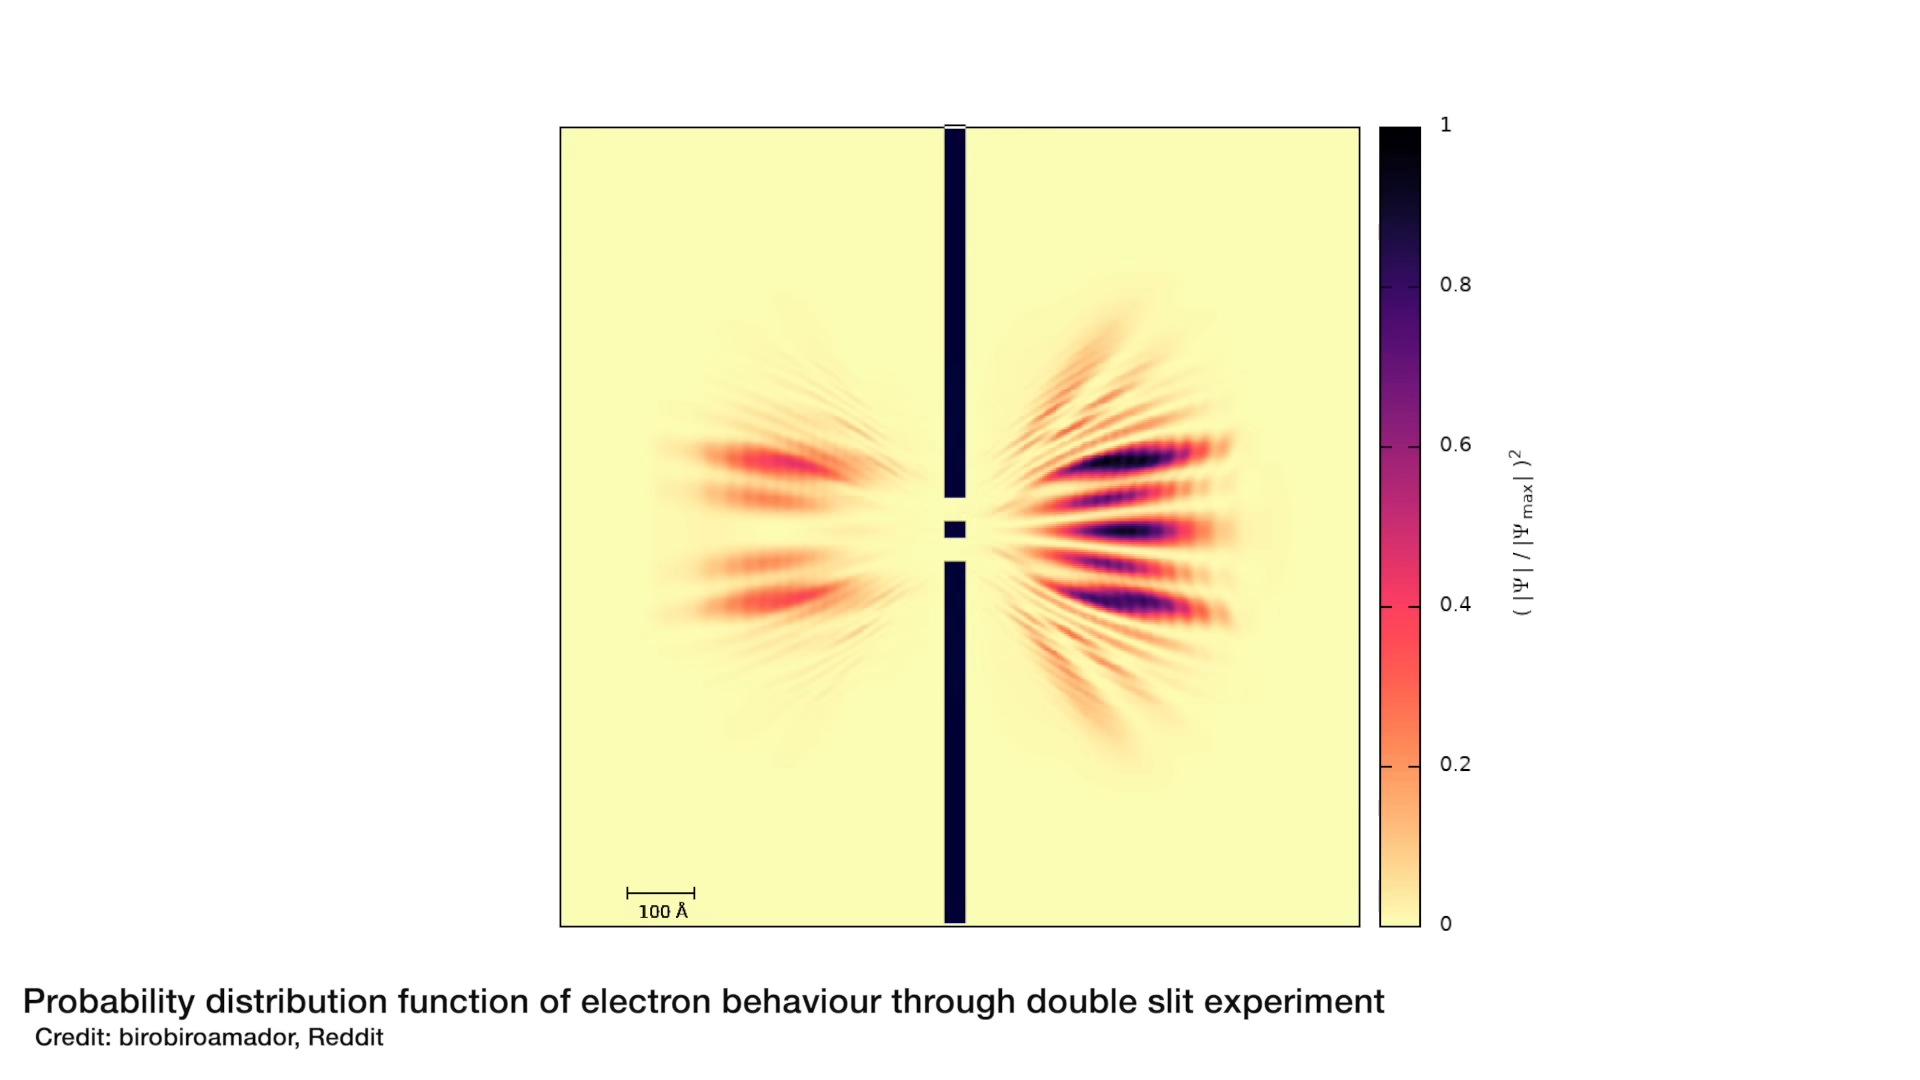 1
0.8
0.6
0.4
0.2
0
( |Ψ| / |Ψmax| )²
100 Å
Probability distribution function of electron behaviour through double slit experiment
Credit: birobiroamador, Reddit